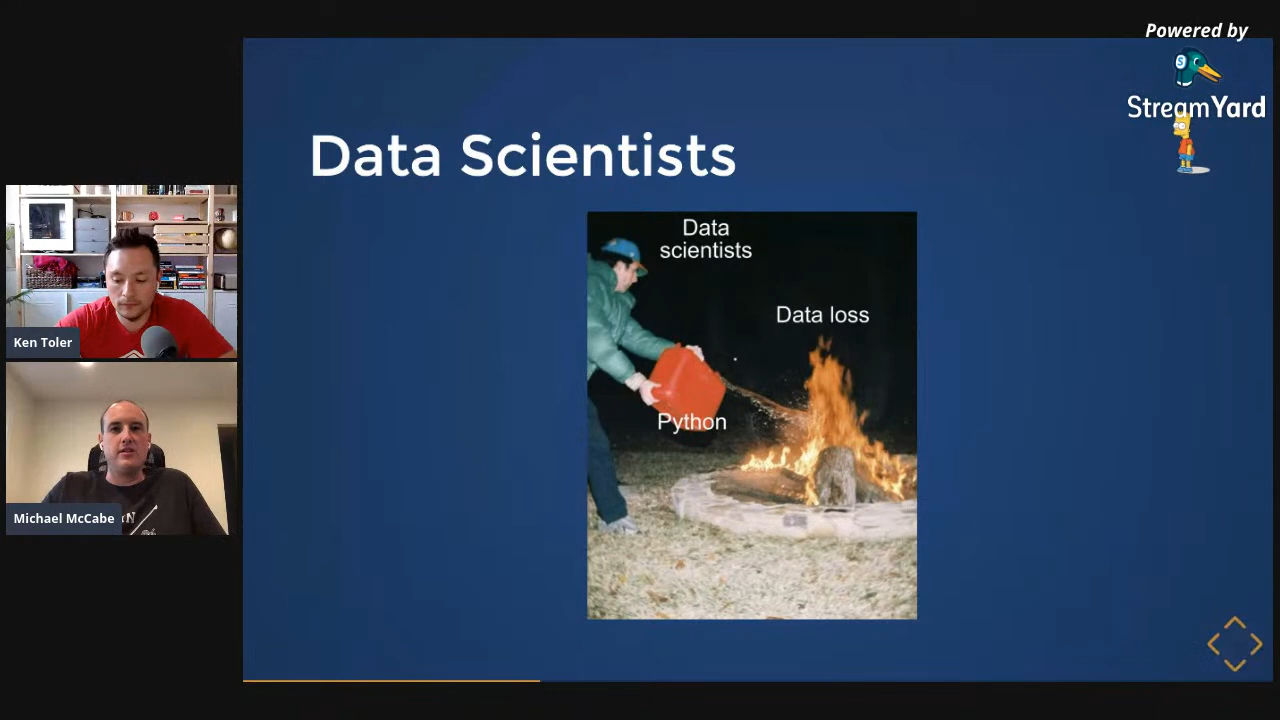 Powered by
StreamYard
Data Scientists
Data
scientists
Data loss
Python
Ken Toler
Michael McCabe